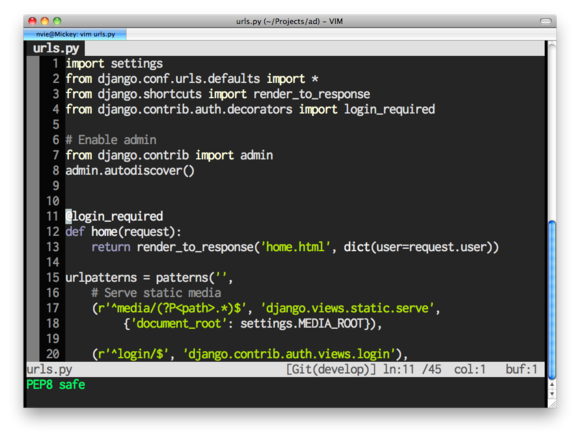 urls.py (~/Projects/ad) – VIM
nvie@Mickey: vim urls.py
urls.py
1 import settings
2 from django.conf.urls.defaults import *
3 from django.shortcuts import render_to_response
4 from django.contrib.auth.decorators import login_required
5
6 # Enable admin
7 from django.contrib import admin
8 admin.autodiscover()
9
10
11 @login_required
12 def home(request):
13     return render_to_response('home.html', dict(user=request.user))
14
15 urlpatterns = patterns('',
16     # Serve static media
17     (r'^media/(?P<path>.*)$', 'django.views.static.serve',
18         {'document_root': settings.MEDIA_ROOT}),
19
20     (r'^login/$', 'django.contrib.auth.views.login'),
urls.py [Git(develop)] ln:11 /45 col:1 buf:1
PEP8 safe